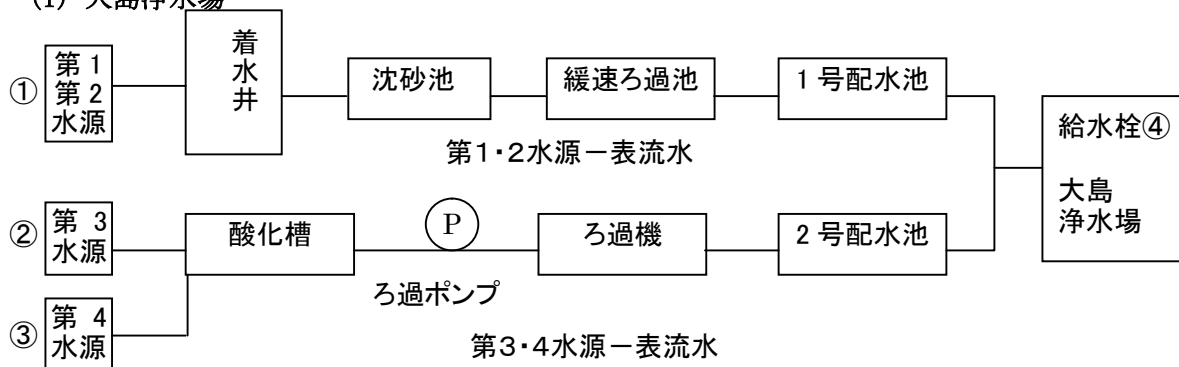 (1) 大島浄水場
①
第1
第2
水源
着
水
井
沈砂池
緩速ろ過池
1号配水池
第1・2水源－表流水
給水栓④
大島
浄水場
②
第 3
水源
酸化槽
P
ろ過機
2号配水池
ろ過ポンプ
③
第 4
水源
第3・4水源－表流水